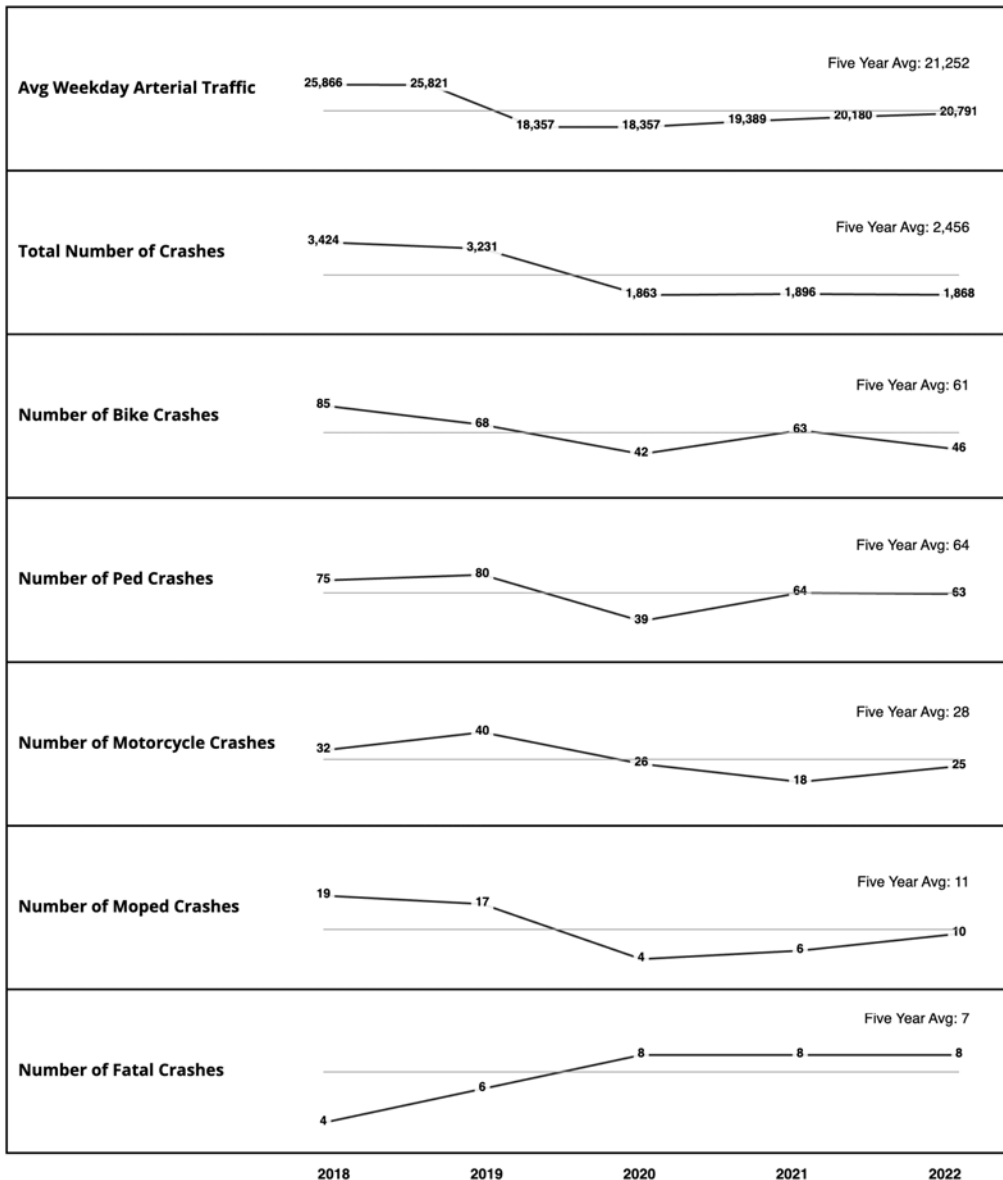 Five Year Avg: 21,252
Avg Weekday Arterial Traffic
25,866 25,821 18,357 18,357 19,389 20,180 20,791
Five Year Avg: 2,456
Total Number of Crashes
3,424 3,231 1,863 1,896 1,868
Five Year Avg: 61
Number of Bike Crashes
85 68 42 63 46
Five Year Avg: 64
Number of Ped Crashes
75 80 39 64 63
Five Year Avg: 28
Number of Motorcycle Crashes
32 40 26 18 25
Five Year Avg: 11
Number of Moped Crashes
19 17 4 6 10
Five Year Avg: 7
Number of Fatal Crashes
4 6 8 8 8
2018 2019 2020 2021 2022